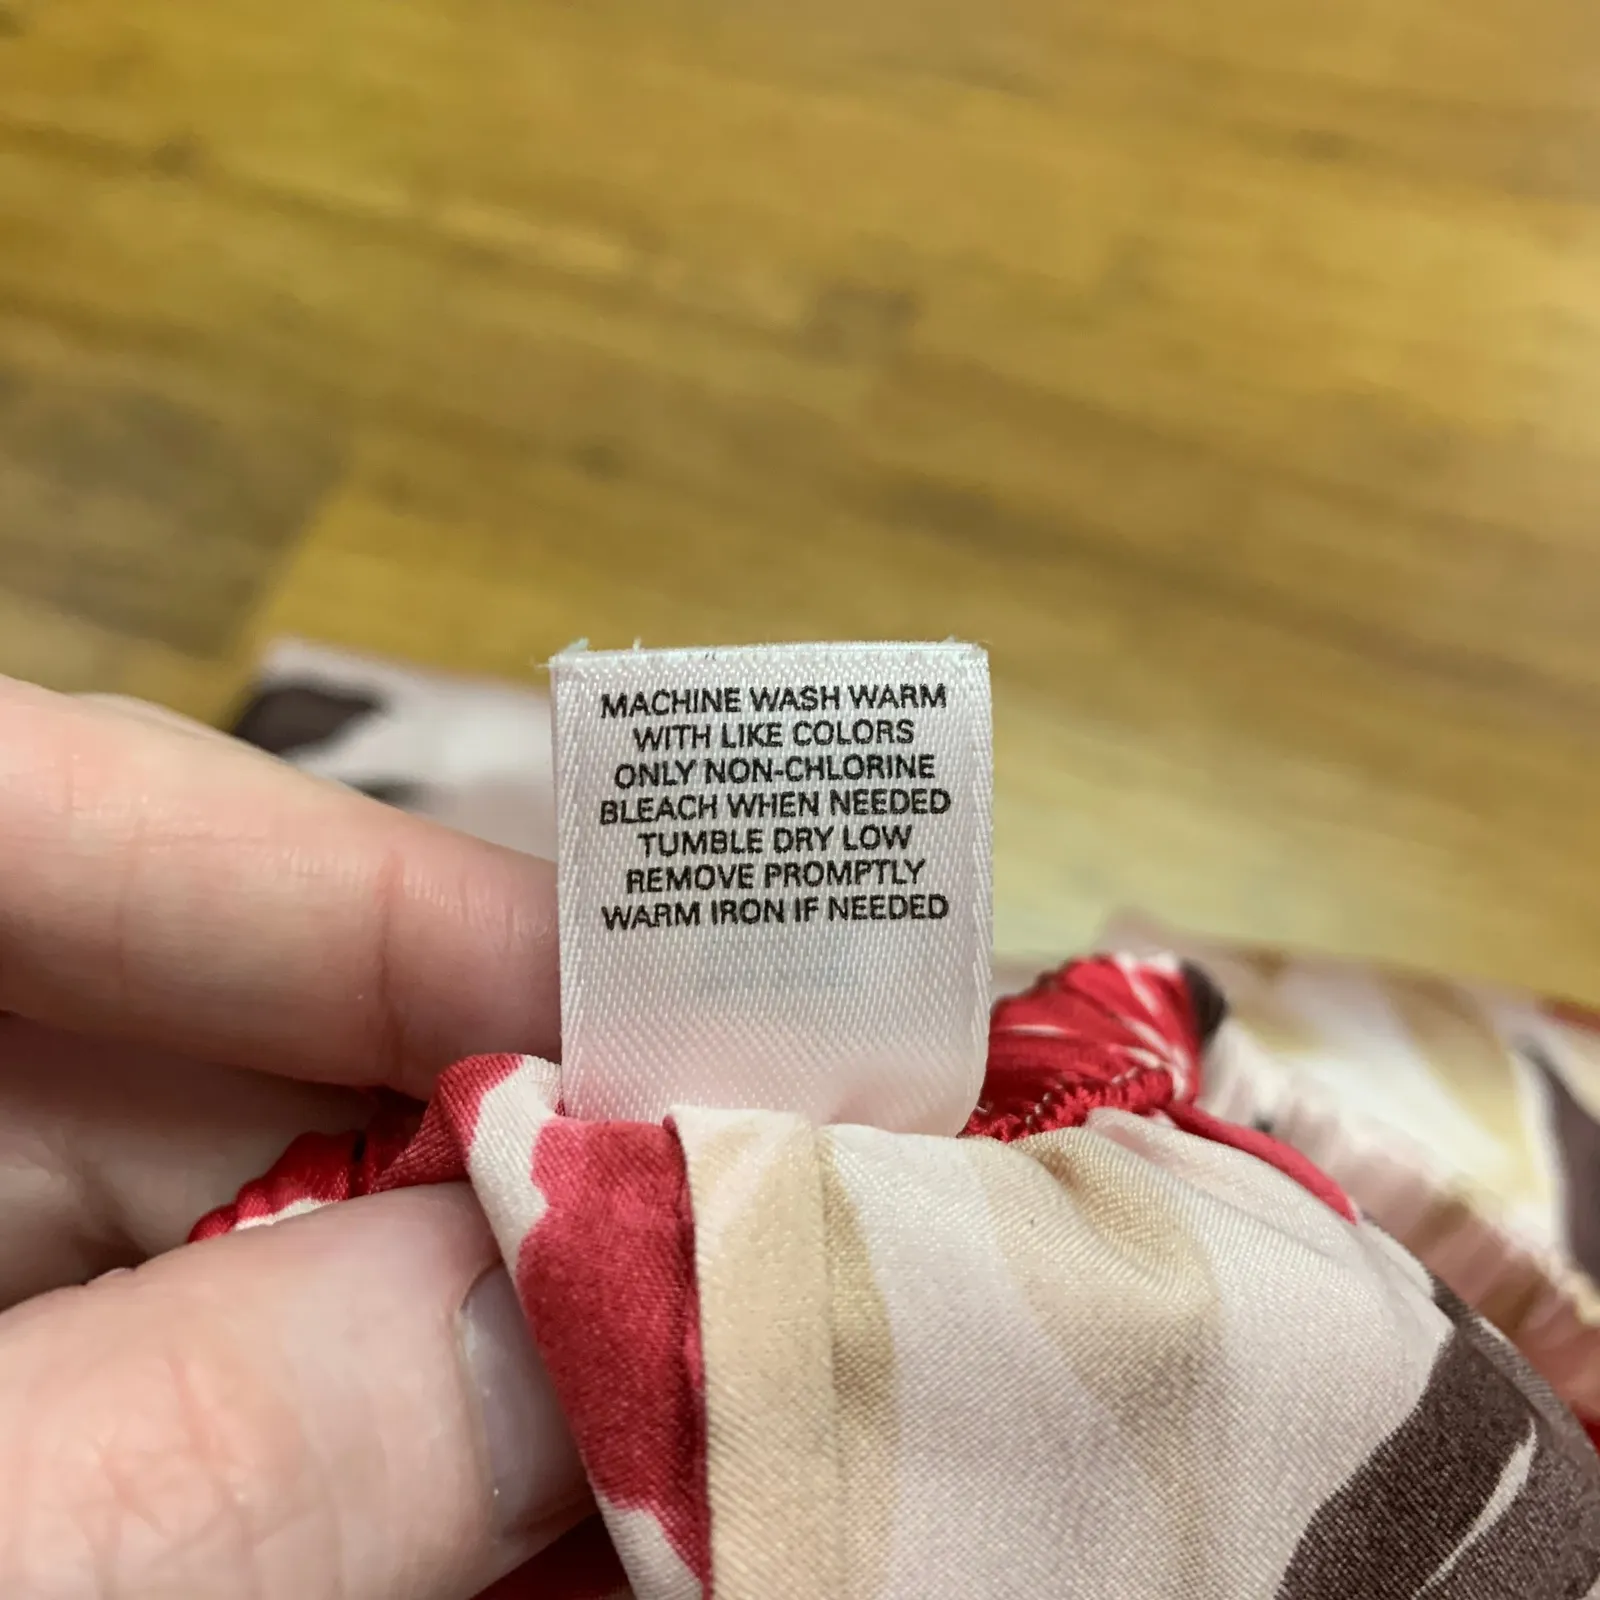 MACHINE WASH WARM
WITH LIKE COLORS
ONLY NON-CHLORINE
BLEACH WHEN NEEDED
TUMBLE DRY LOW
REMOVE PROMPTLY
WARM IRON IF NEEDED